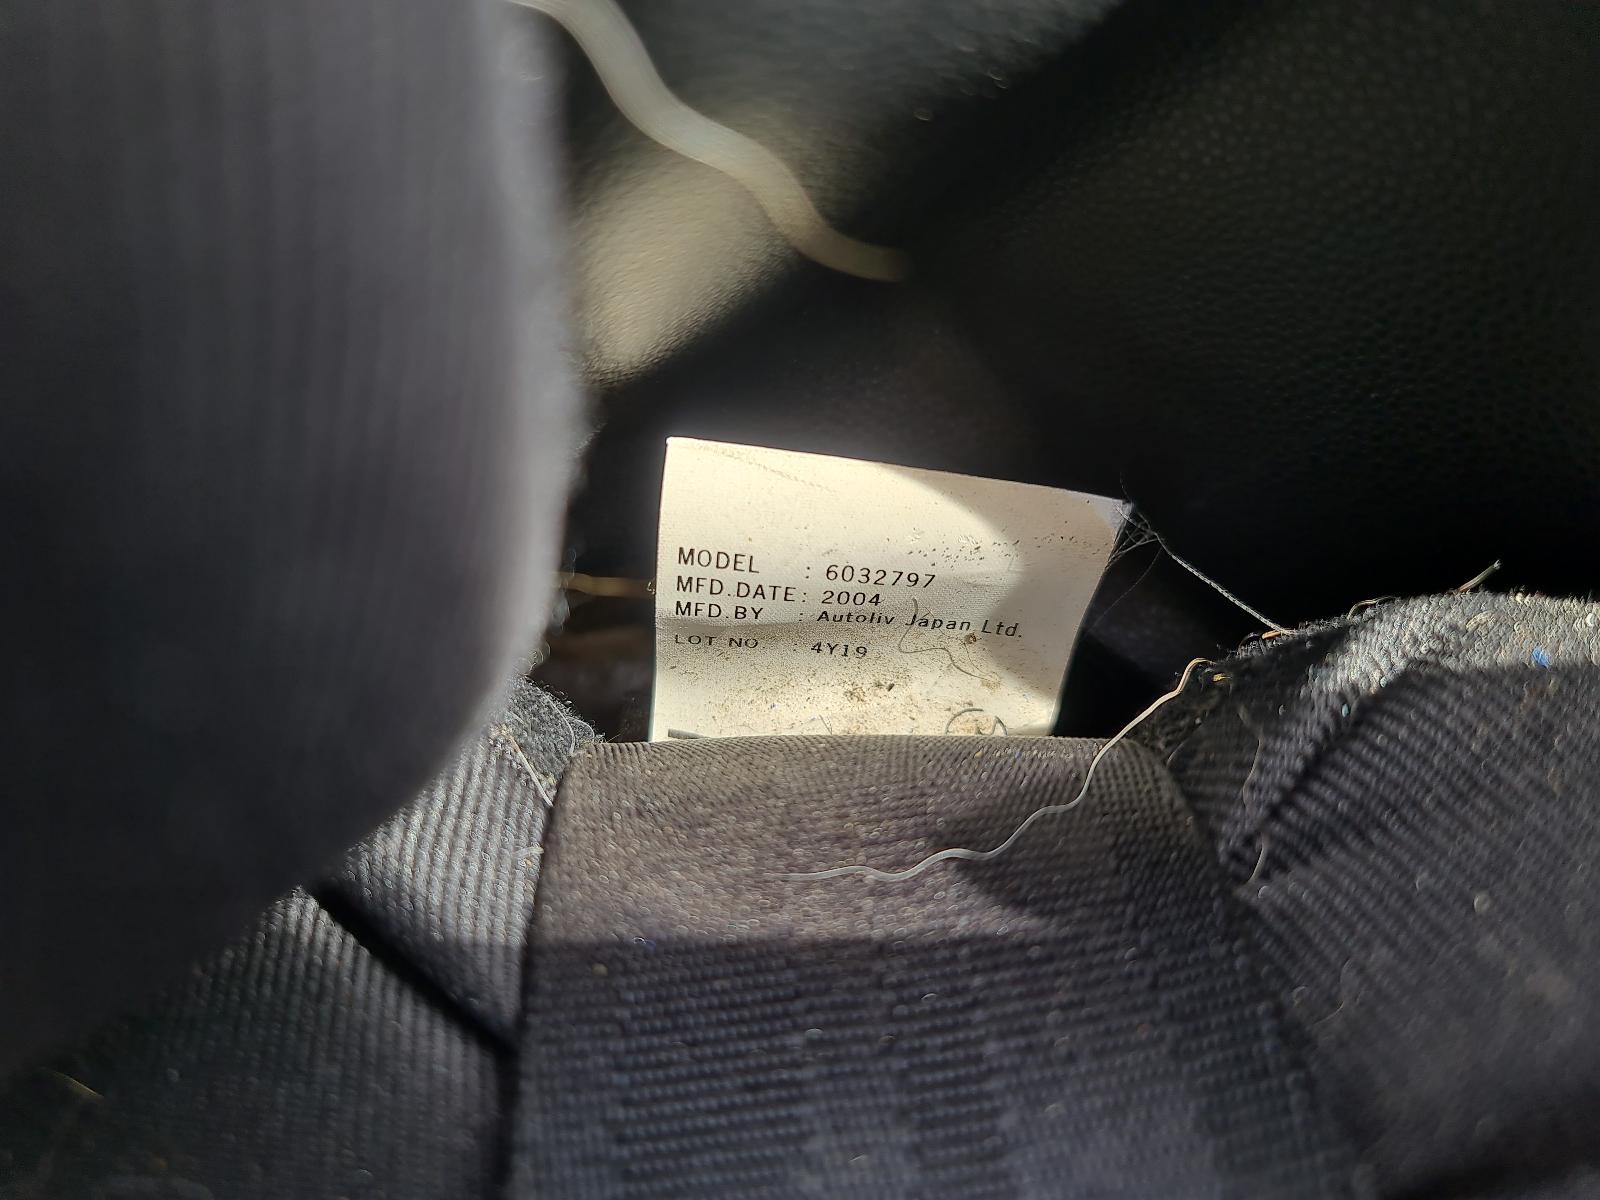 MODEL : 6032797
MFD.DATE : 2004
MFD.BY : Autoliv Japan Ltd.
LOT NO : 4Y19